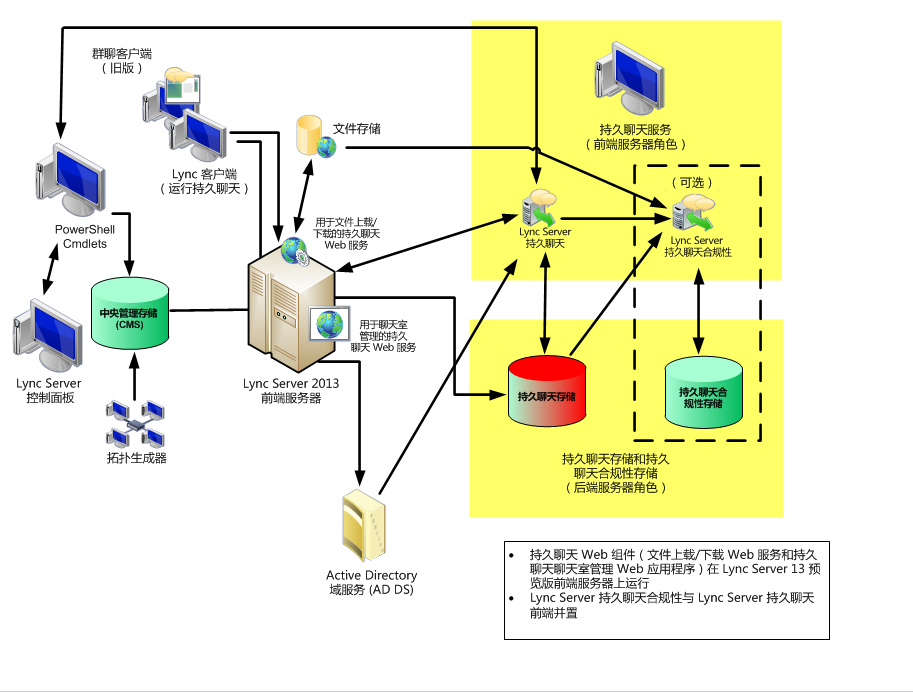 群聊客户端
（旧版）
Lync 客户端
（运行持久聊天）
文件存储
持久聊天服务
（前端服务器角色）
（可选）
PowerShell
Cmdlets
用于文件上载/
下载的持久聊天
Web 服务
Lync Server
持久聊天
Lync Server
持久聊天合规性
中央管理存储
(CMS)
用于聊天室
管理的持久
聊天 Web 服务
Lync Server
控制面板
Lync Server 2013
前端服务器
持久聊天存储
持久聊天合
规性存储
拓扑生成器
持久聊天存储和持久
聊天合规性存储
（后端服务器角色）
Active Directory
域服务 (AD DS)
• 持久聊天 Web 组件（文件上载/下载 Web 服务和持久
聊天聊天室管理 Web 应用程序）在 Lync Server 13 预
览版前端服务器上运行
• Lync Server 持久聊天合规性与 Lync Server 持久聊天
前端并置